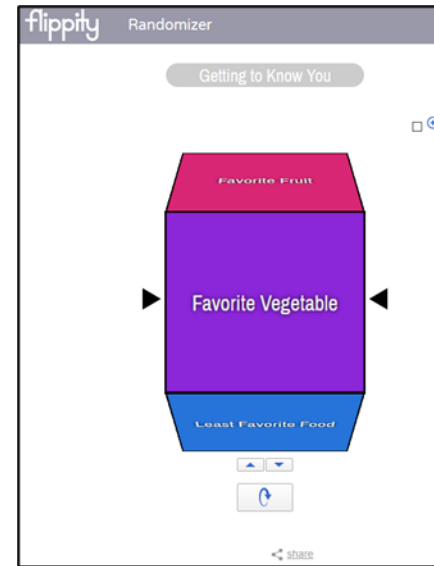 flippity Randomizer
Getting to Know You
Favorite Fruit
Favorite Vegetable
Least Favorite Food
share